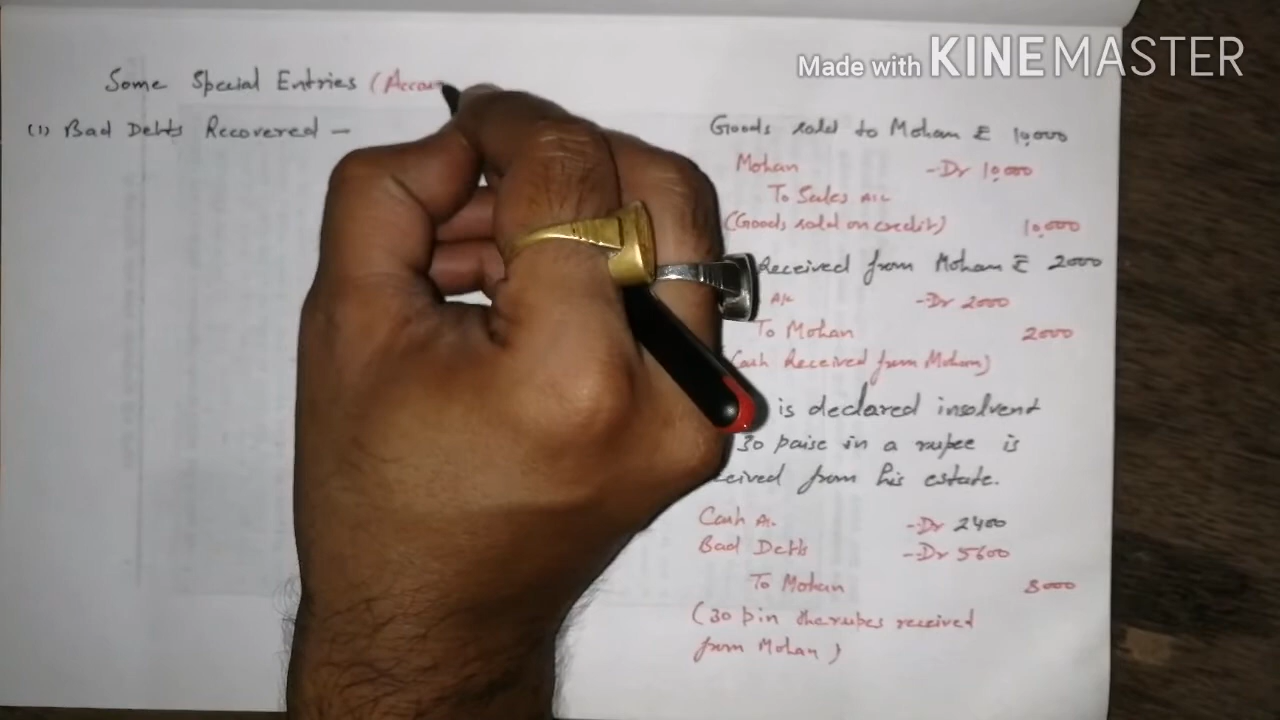 Made with KINEMASTER
Some Special Entries (Accoun
(1) Bad Debts Recovered —
Goods sold to Mohan ₹ 10,000
Mohan -Dr 10,000
To Sales A/c
(Goods sold on credit) 10,000
Received from Mohan ₹ 2000
A/c -Dr 2000
To Mohan 2000
(Cash Received from Mohan)
is declared insolvent
30 paise in a rupee is
ceived from his estate.
Cash A/c -Dr 2400
Bad Debts -Dr 5600
To Mohan 8000
(30 p in the rupes received
from Mohan)